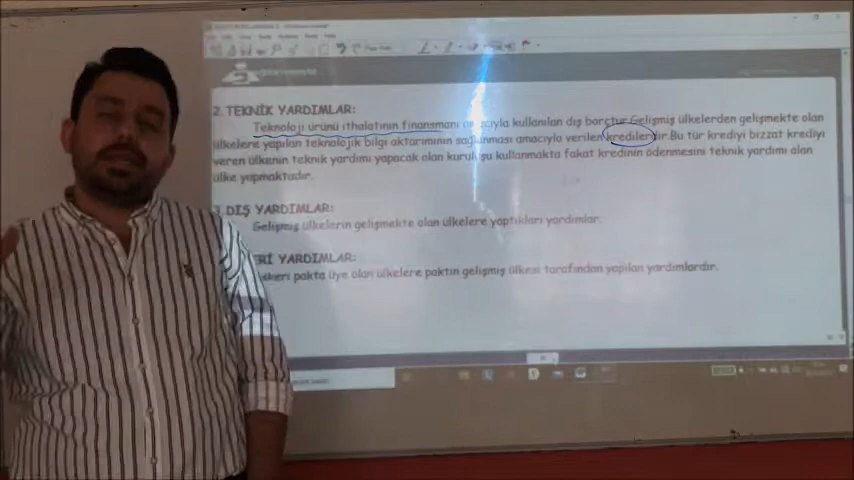 2. TEKNİK YARDIMLAR:
Teknoloji ürünü ithalatının finansmanı amacıyla kullanılan dış borçtur. Gelişmiş ülkelerden gelişmekte olan
ülkelere yapılan teknolojik bilgi aktarımının sağlanması amacıyla verilen kredilerdir. Bu tür krediyi bizzat krediyi
veren ülkenin teknik yardımı yapacak olan kuruluşu kullanmakta fakat kredinin ödenmesini teknik yardımı alan
ülke yapmaktadır.
3. DIŞ YARDIMLAR:
Gelişmiş ülkelerin gelişmekte olan ülkelere yaptıkları yardımlar.
ERİ YARDIMLAR:
keri pakta üye olan ülkelere paktın gelişmiş ülkesi tarafından yapılan yardımlardır.